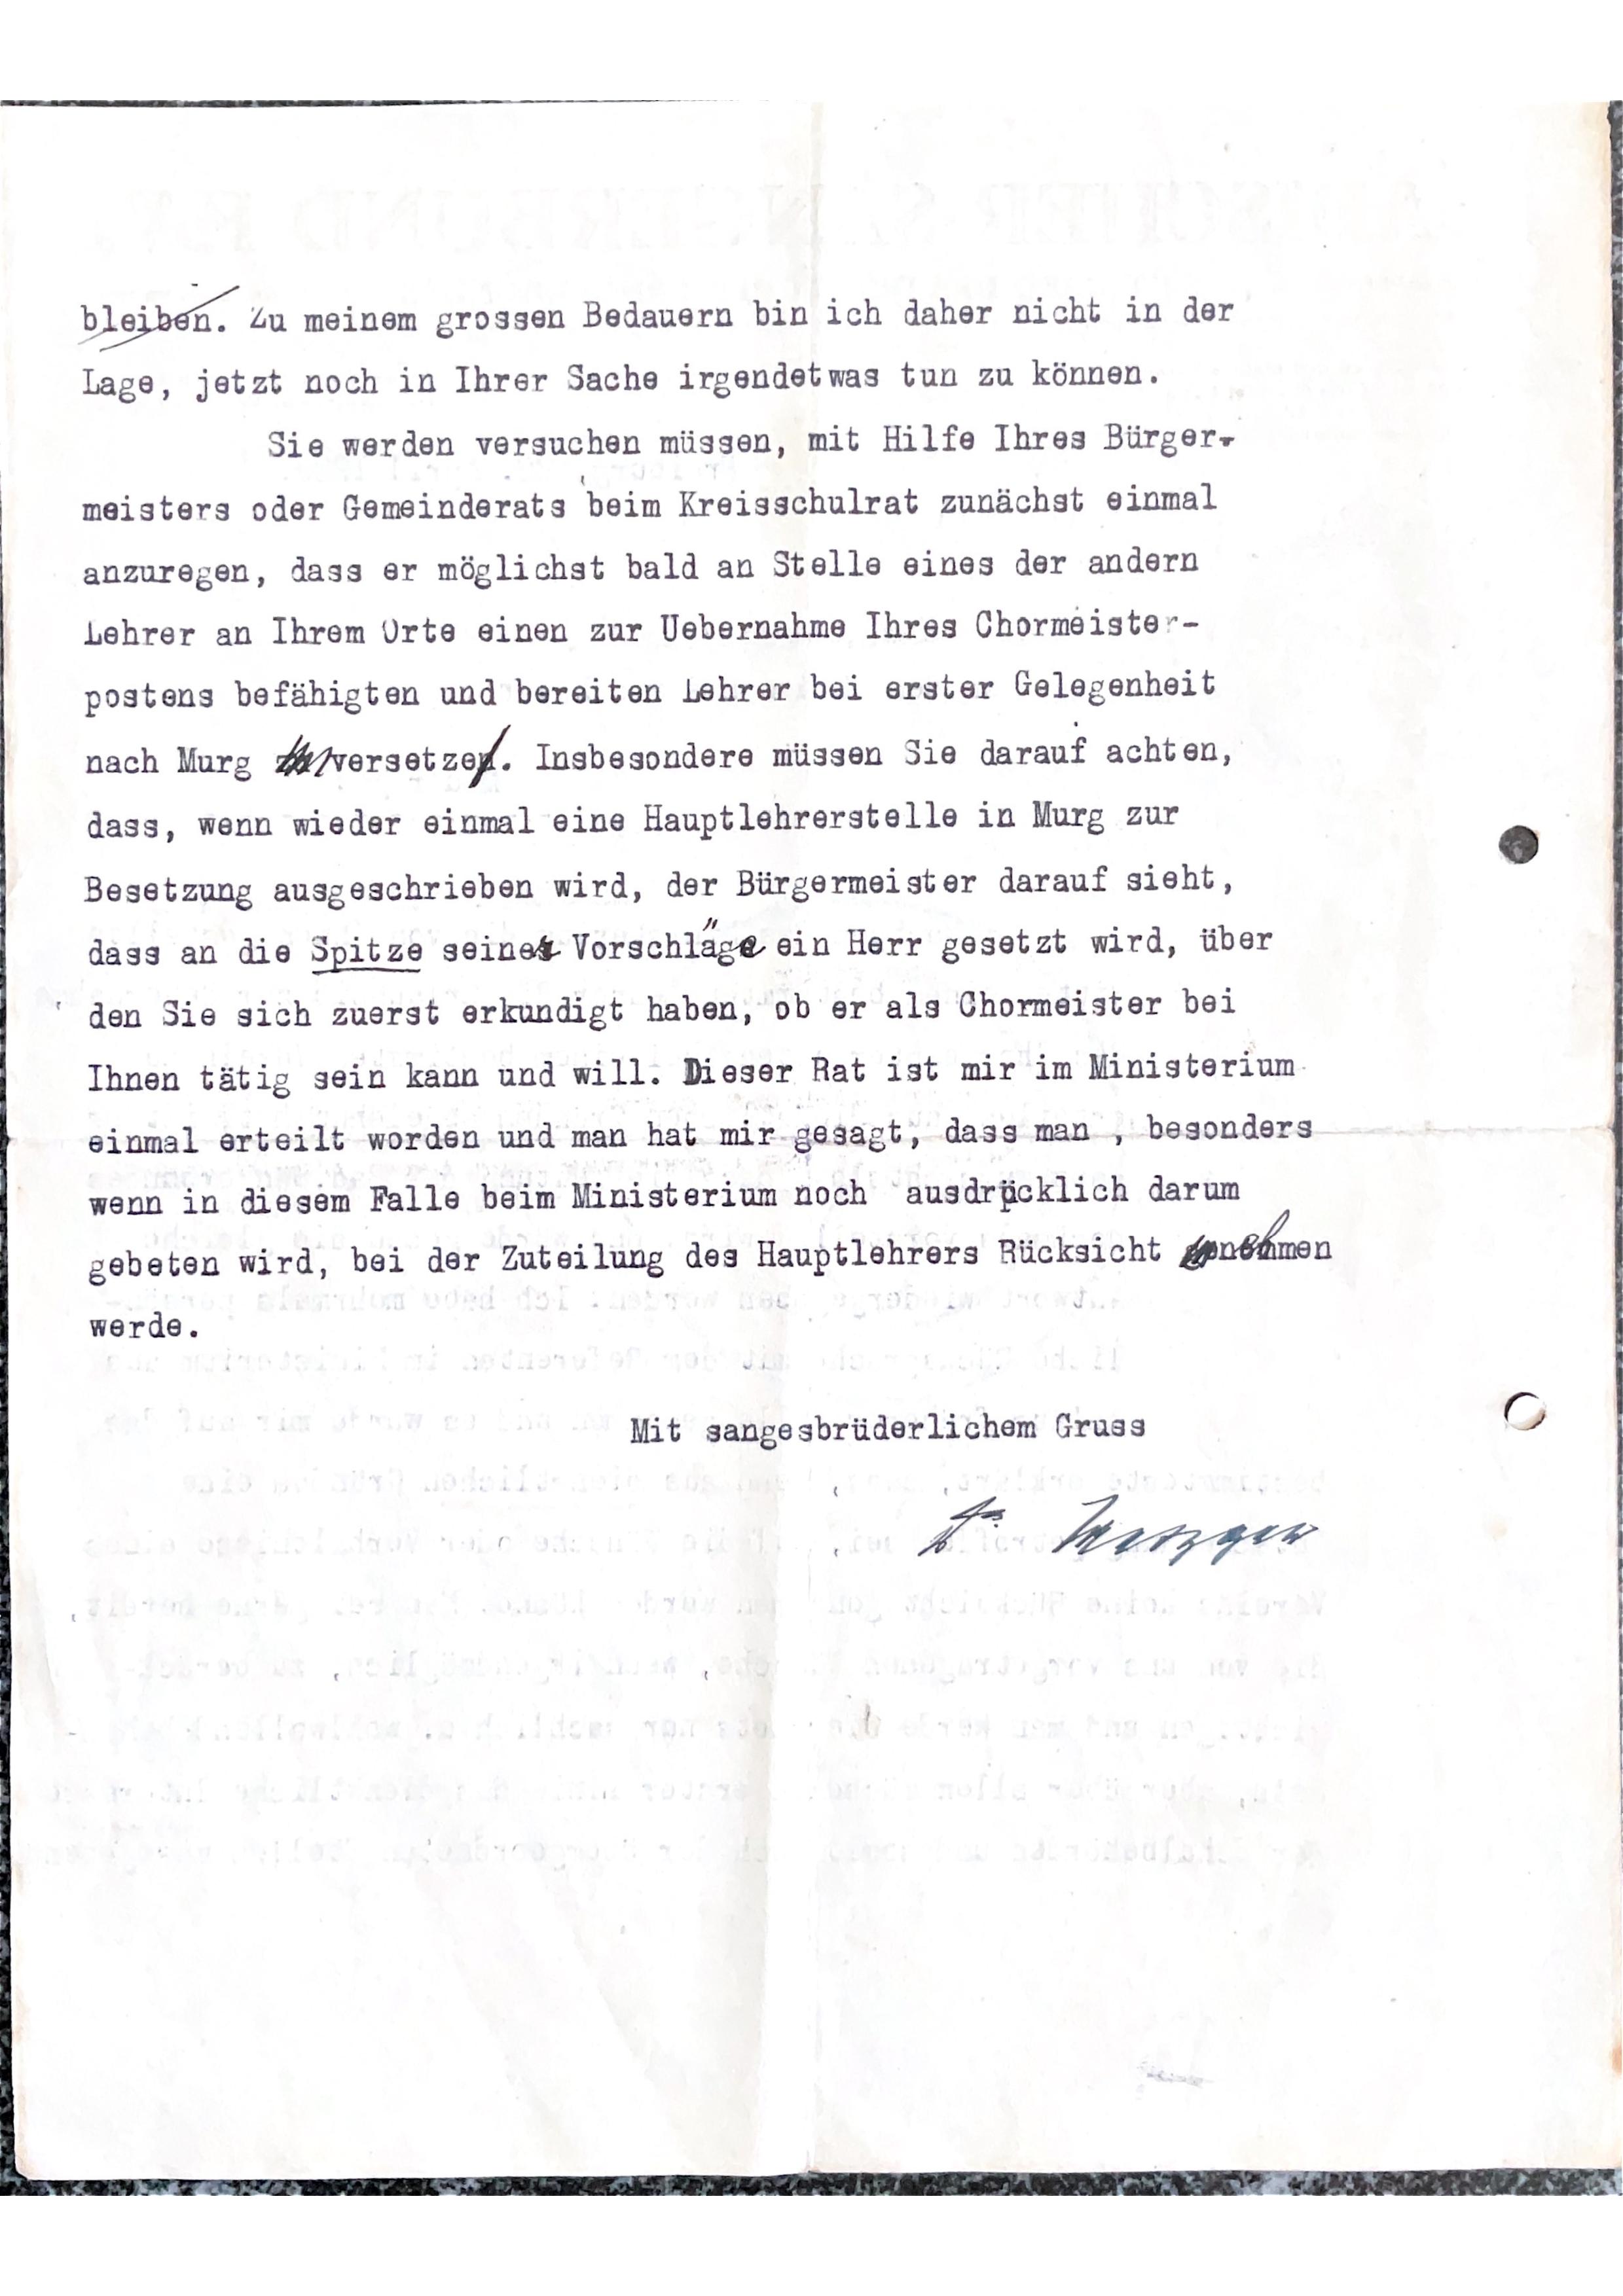 bleiben. Zu meinem grossen Bedauern bin ich daher nicht in der
Lage, jetzt noch in Ihrer Sache irgendetwas tun zu können.
Sie werden versuchen müssen, mit Hilfe Ihres Bürger-
meisters oder Gemeinderats beim Kreisschulrat zunächst einmal
anzuregen, dass er möglichst bald an Stelle eines der andern
Lehrer an Ihrem Orte einen zur Uebernahme Ihres Chormeister-
postens befähigten und bereiten Lehrer bei erster Gelegenheit
nach Murg versetze. Insbesondere müssen Sie darauf achten,
dass, wenn wieder einmal eine Hauptlehrerstelle in Murg zur
Besetzung ausgeschrieben wird, der Bürgermeister darauf sieht,
dass an die Spitze seiner Vorschläge ein Herr gesetzt wird, über
den Sie sich zuerst erkundigt haben, ob er als Chormeister bei
Ihnen tätig sein kann und will. Dieser Rat ist mir im Ministerium
einmal erteilt worden und man hat mir gesagt, dass man , besonders
wenn in diesem Falle beim Ministerium noch ausdrücklich darum
gebeten wird, bei der Zuteilung des Hauptlehrers Rücksicht nehmen
werde.
Mit sangesbrüderlichem Gruss
Dr. Metzger